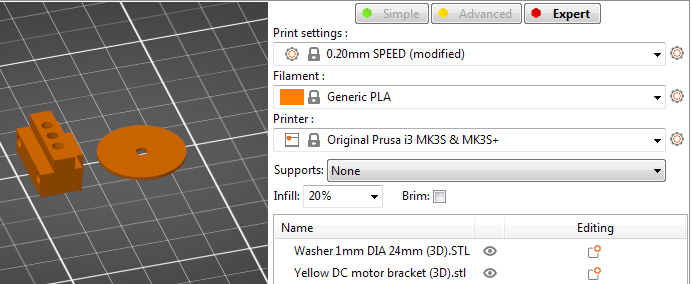 Simple Advanced Expert
Print settings :
0.20mm SPEED (modified)
Filament :
Generic PLA
Printer :
Original Prusa i3 MK3S & MK3S+
Supports: None
Infill: 20% Brim:
Name Editing
Washer 1mm DIA 24mm (3D).STL
Yellow DC motor bracket (3D).stl